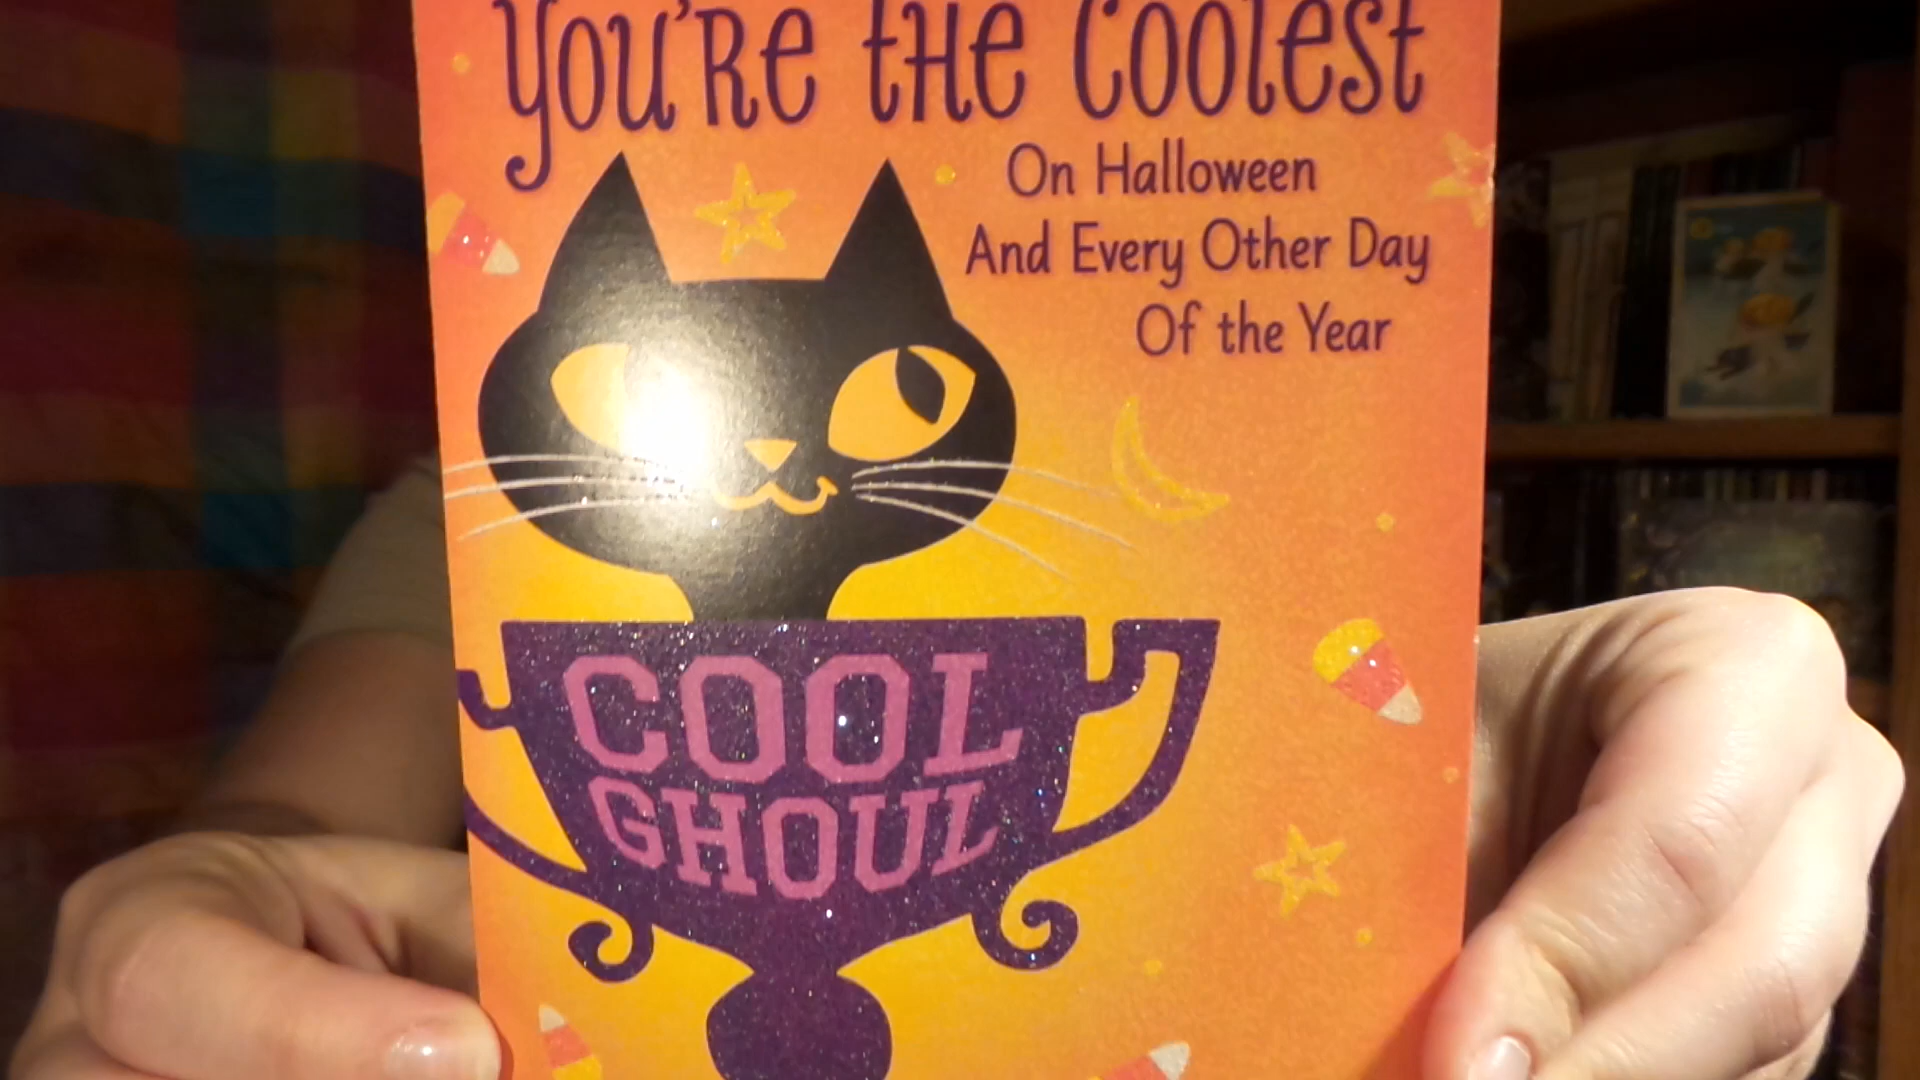 You're the Coolest
On Halloween
And Every Other Day
Of the Year
COOL
GHOUL